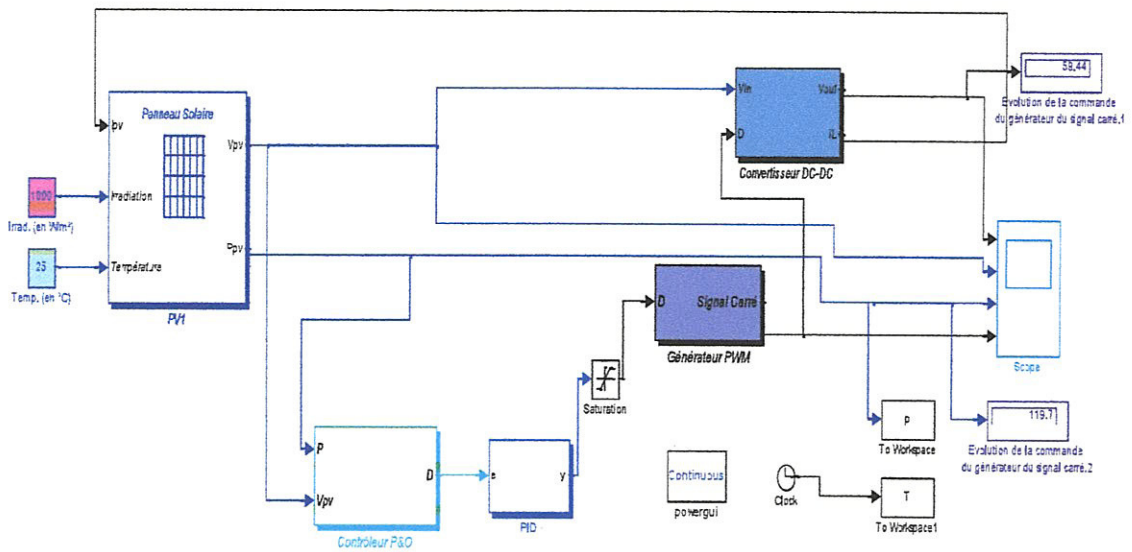 Panneau Solaire
Ipv
Irradiation
Température
Vpv
Ppv
PV1
1000
Irrad. (en W/m²)
25
Temp. (en °C)
Vin
D
Vout
iL
Convertisseur DC-DC
58.44
Evolution de la commande
du générateur du signal carré.1
D
Signal Carré
Générateur PWM
Saturation
Scope
P
Vpv
D
Contrôleur P&O
e
y
PID
Continuous
powergui
Clock
P
To Workspace
T
To Workspace1
119.7
Evolution de la commande
du générateur du signal carré.2